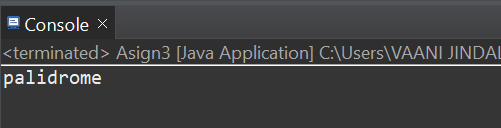 Console
<terminated> Asign3 [Java Application] C:\Users\VAANI JINDAL
palidrome